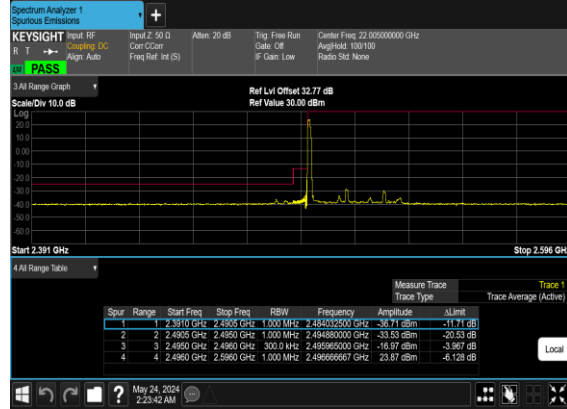 Spectrum Analyzer 1
Spurious Emissions
KEYSIGHT Input: RF Input Z: 50 Ω Atten: 20 dB Trig: Free Run Center Freq: 22.005000000 GHz
R T Coupling: DC Corr CCorr Gate: Off Avg|Hold: 100/100
Align: Auto Freq Ref: Int (S) IF Gain: Low Radio Std: None
PASS
3 All Range Graph
Ref Lvl Offset 32.77 dB
Scale/Div 10.0 dB Ref Value 30.00 dBm
Log
20.0
10.0
0.00
-10.0
-20.0
-30.0
-40.0
-50.0
-60.0
Start 2.391 GHz Stop 2.596 GHz
4 All Range Table
Measure Trace Trace 1
Trace Type Trace Average (Active)
Spur Range Start Freq Stop Freq RBW Frequency Amplitude ΔLimit
1 1 2.3910 GHz 2.4905 GHz 1.000 MHz 2.484032500 GHz -36.71 dBm -11.71 dB
2 2 2.4905 GHz 2.4950 GHz 1.000 MHz 2.494880000 GHz -33.53 dBm -20.53 dB
3 3 2.4950 GHz 2.4960 GHz 300.0 kHz 2.495965000 GHz -16.97 dBm -3.967 dB
4 4 2.4960 GHz 2.5960 GHz 1.000 MHz 2.496666667 GHz 23.87 dBm -6.128 dB
Local
?
May 24, 2024
2:23:42 AM